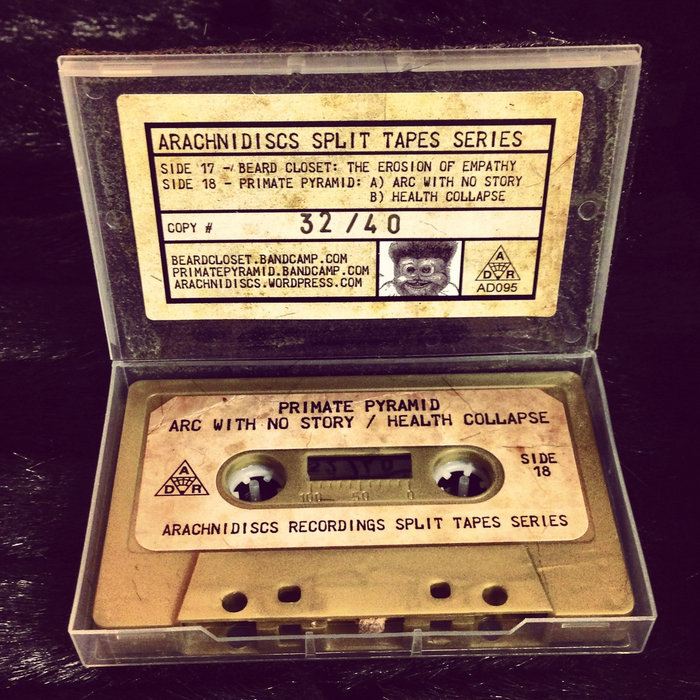 ARACHNIDISCS SPLIT TAPES SERIES
SIDE 17 - BEARD CLOSET: THE EROSION OF EMPATHY
SIDE 18 - PRIMATE PYRAMID: A) ARC WITH NO STORY
B) HEALTH COLLAPSE
COPY # 32/40
BEARDCLOSET.BANDCAMP.COM
PRIMATEPYRAMID.BANDCAMP.COM
ARACHNIDISCS.WORDPRESS.COM
A
D R
AD095
PRIMATE PYRAMID
ARC WITH NO STORY / HEALTH COLLAPSE
A
D R
SIDE
18
100 50 0
ARACHNIDISCS RECORDINGS SPLIT TAPES SERIES